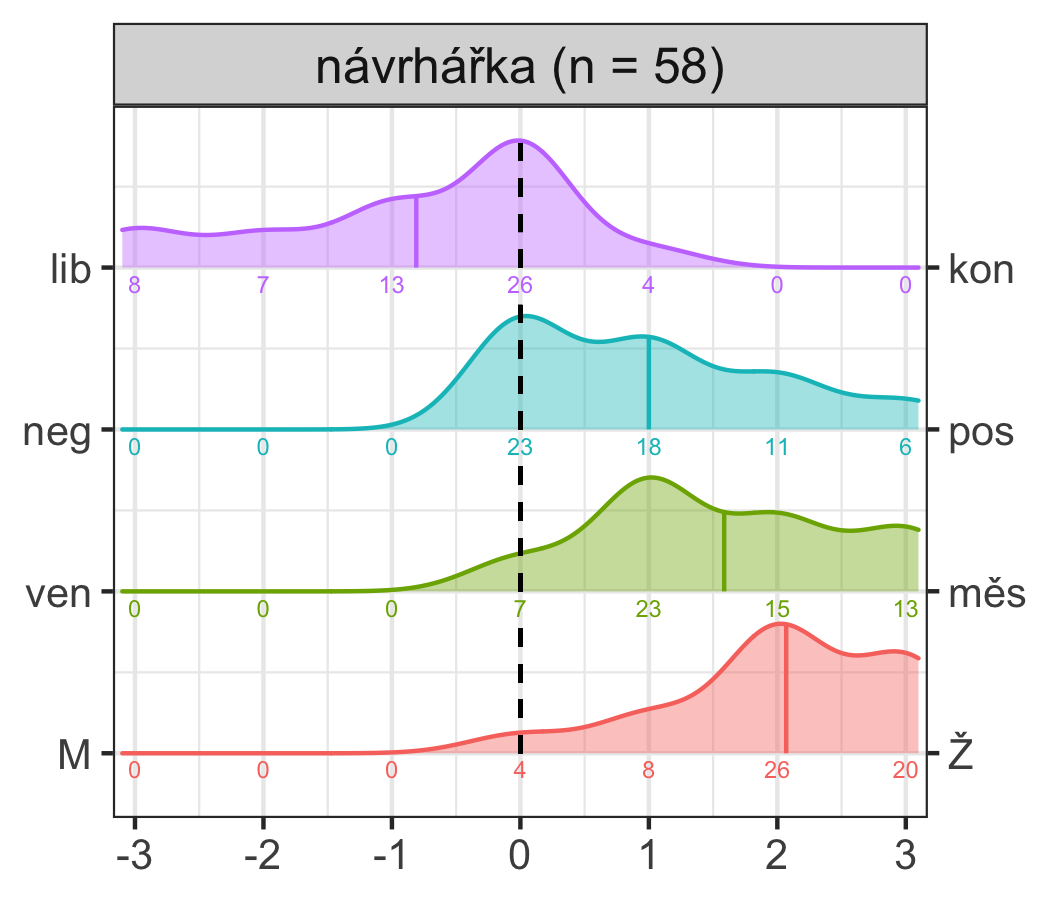 návrhářka (n = 58)
lib kon
8 7 13 26 4 0 0
neg pos
0 0 0 23 18 11 6
ven měs
0 0 0 7 23 15 13
M Ž
0 0 0 4 8 26 20
-3 -2 -1 0 1 2 3